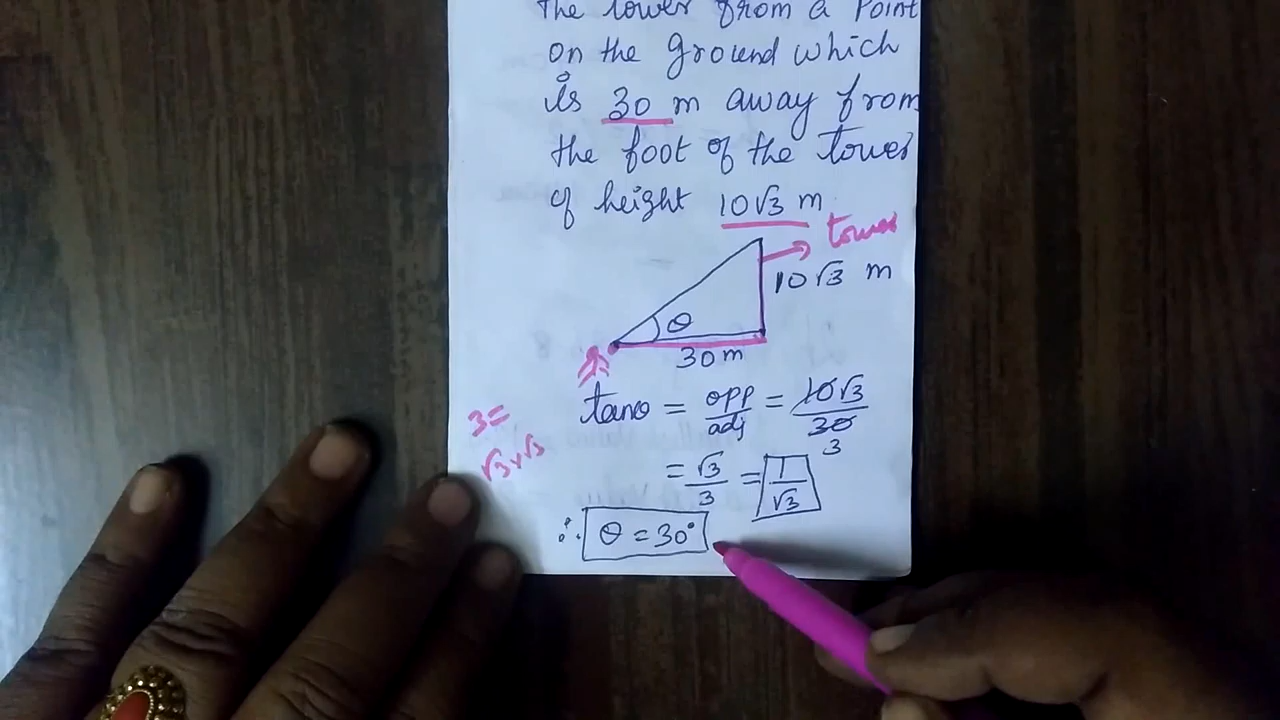 the tower from a Point
on the ground which
is 30 m away from
the foot of the tower
of height 10√3 m
tower
10√3 m
θ
30 m
tanθ = opp/adj = 10√3/30
3
3 =
√3 x √3
= √3/3 = 1/√3
∴ θ = 30°